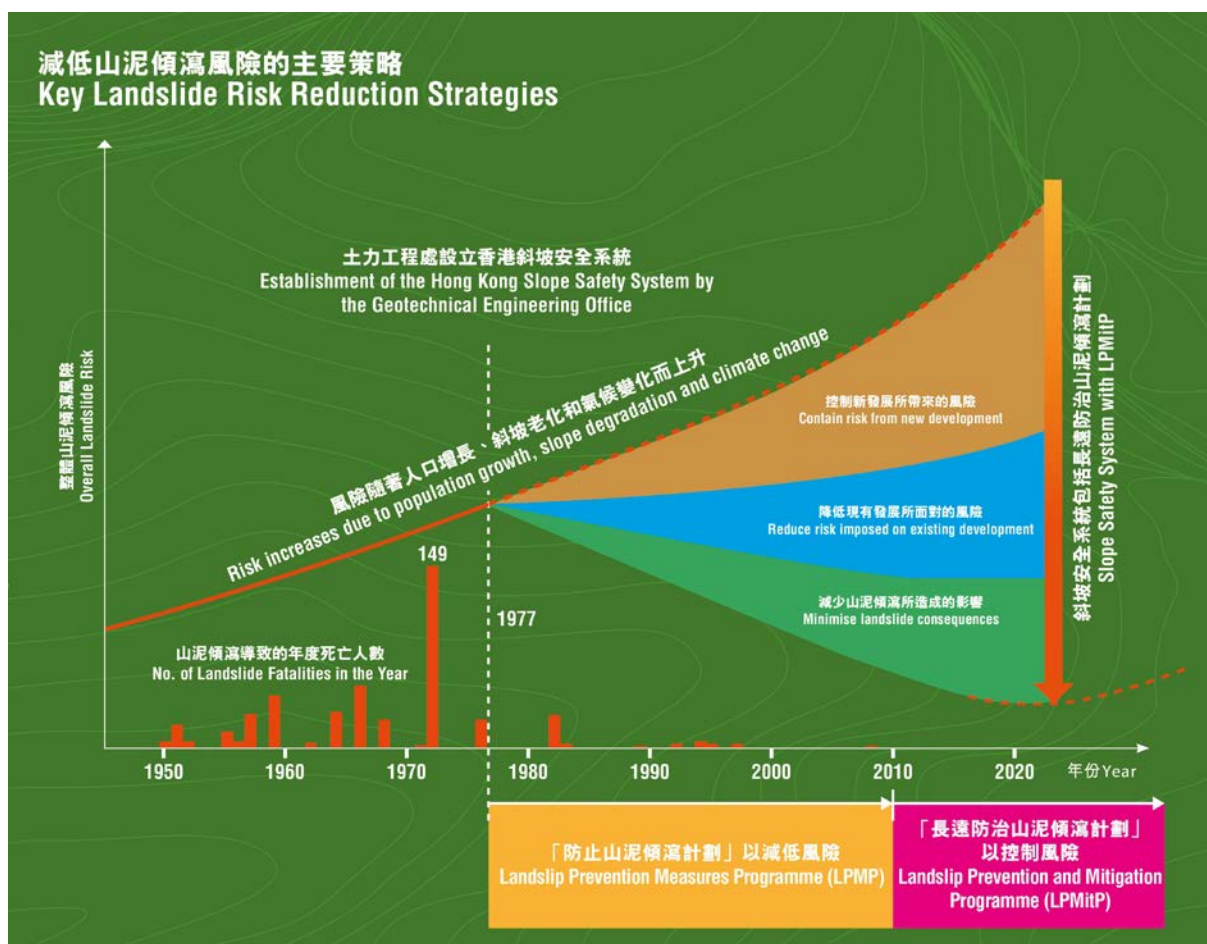 減低山泥傾瀉風險的主要策略
Key Landslide Risk Reduction Strategies
土力工程處設立香港斜坡安全系統
Establishment of the Hong Kong Slope Safety System by
the Geotechnical Engineering Office
整體山泥傾瀉風險
Overall Landslide Risk
風險隨著人口增長、斜坡老化和氣候變化而上升
Risk increases due to population growth, slope degradation and climate change
控制新發展所帶來的風險
Contain risk from new development
降低現有發展所面對的風險
Reduce risk imposed on existing development
減少山泥傾瀉所造成的影響
Minimise landslide consequences
斜坡安全系統包括長遠防治山泥傾瀉計劃
Slope Safety System with LPMitP
149
1977
山泥傾瀉導致的年度死亡人數
No. of Landslide Fatalities in the Year
1950 1960 1970 1980 1990 2000 2010 2020 年份Year
「防止山泥傾瀉計劃」以減低風險
Landslip Prevention Measures Programme (LPMP)
「長遠防治山泥傾瀉計劃」
以控制風險
Landslip Prevention and Mitigation
Programme (LPMitP)